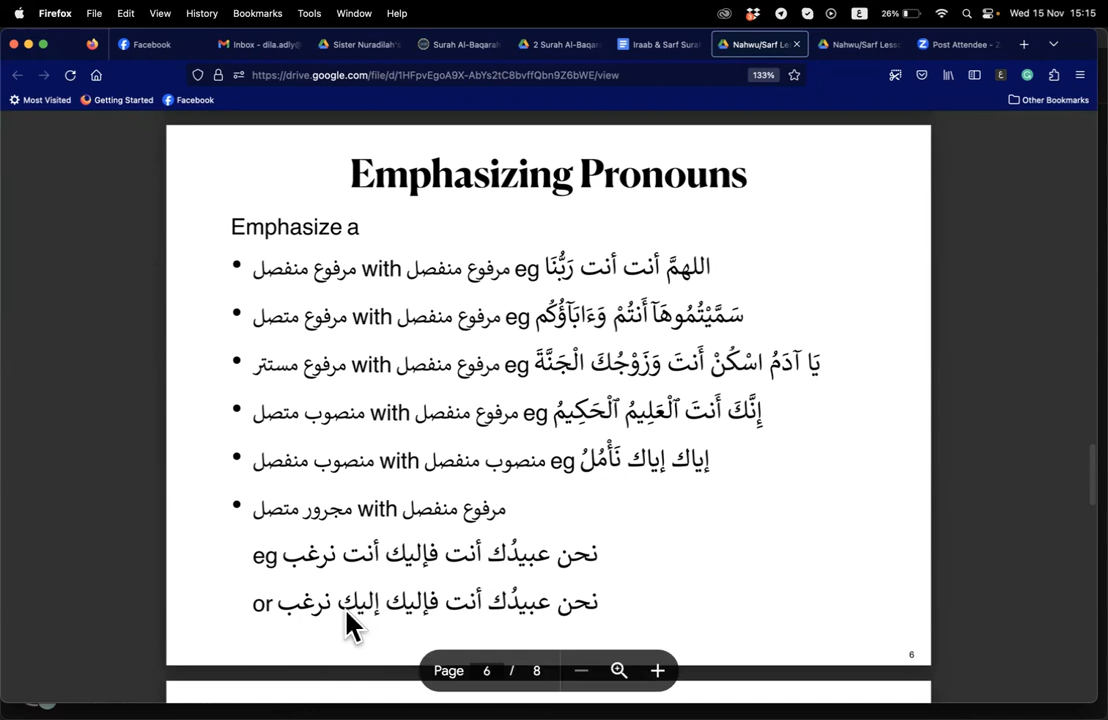 Firefox File Edit View History Bookmarks Tools Window Help 26% Wed 15 Nov 15:15
Facebook Inbox - dila.adly@ Sister Nuradilah's Surah Al-Baqarah 2 Surah Al-Baqara Iraab & Sarf Sura Nahwu/Sarf Le Nahwu/Sarf Less Post Attendee - Z
https://drive.google.com/file/d/1HFpvEgoA9X-AbYs2tC8bvffQbn9Z6bWE/view 133%
Most Visited Getting Started Facebook Other Bookmarks
Emphasizing Pronouns
Emphasize a
• مرفوع منفصل with مرفوع منفصل eg اللهمَّ أنت أنت رَبُّنَا
• مرفوع متصل with مرفوع منفصل eg سَمَّيْتُمُوهَآ أَنتُمْ وَءَابَآؤُكُم
• مرفوع مستتر with مرفوع منفصل eg يَا آدَمُ اسْكُنْ أَنتَ وَزَوْجُكَ الْجَنَّةَ
• منصوب متصل with مرفوع منفصل eg إِنَّكَ أَنتَ ٱلْعَلِيمُ ٱلْحَكِيمُ
• منصوب منفصل with منصوب منفصل eg إياك إياك نَأْمُلُ
• مجرور متصل with مرفوع منفصل
eg نحن عبيدُك أنت فإليك أنت نرغب
or نحن عبيدُك أنت فإليك إليك نرغب
6
Page 6 / 8